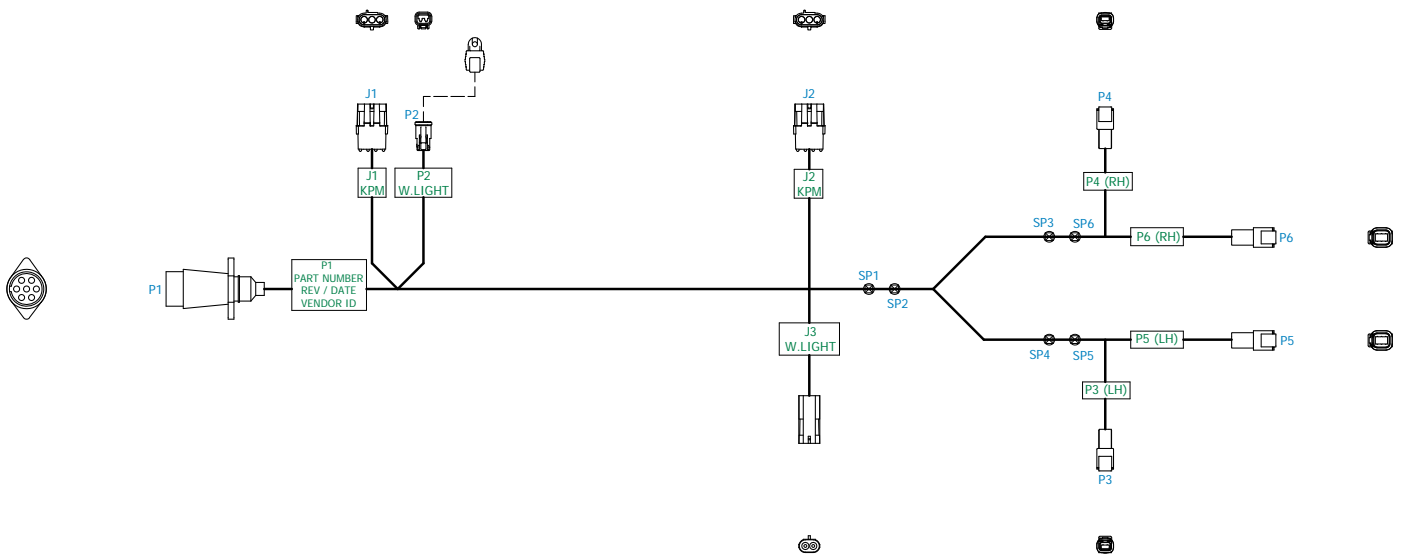 J1
P2
J2
P4
J1
KPM
P2
W.LIGHT
J2
KPM
P4 (RH)
SP3
SP6
P6 (RH)
P6
P1
P1
PART NUMBER
REV / DATE
VENDOR ID
SP1
SP2
J3
W.LIGHT
SP4
SP5
P5 (LH)
P5
P3 (LH)
P3